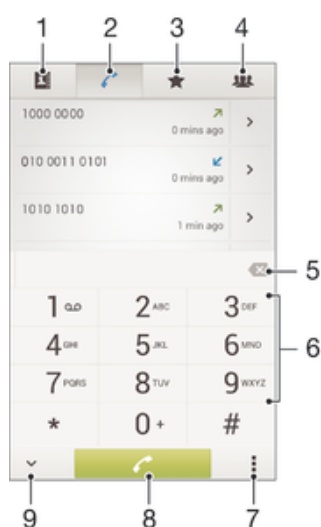 1 2 3 4
1000 0000
0 mins ago
010 0011 0101
0 mins ago
1010 1010
1 min ago
5
1 2 ABC 3 DEF
4 GHI 5 JKL 6 MNO
6
7 PQRS 8 TUV 9 WXYZ
* 0 + #
9 8 7